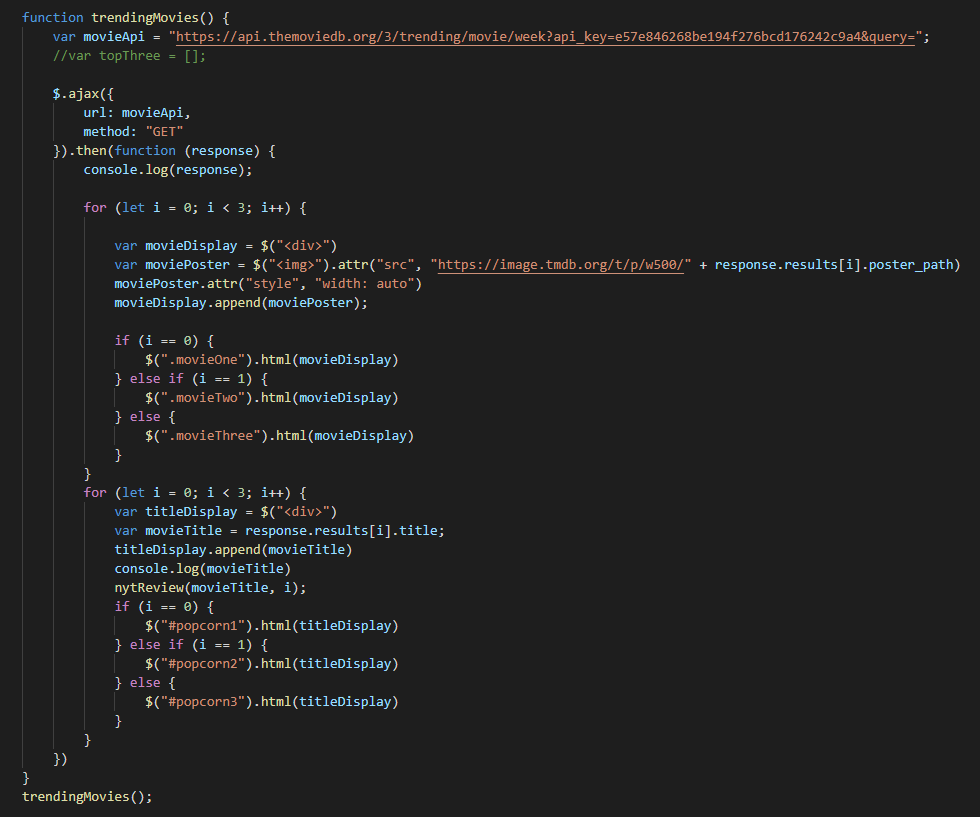 function trendingMovies() {
var movieApi = "https://api.themoviedb.org/3/trending/movie/week?api_key=e57e846268be194f276bcd176242c9a4&query=";
//var topThree = [];
$.ajax({
url: movieApi,
method: "GET"
}).then(function (response) {
console.log(response);
for (let i = 0; i < 3; i++) {
var movieDisplay = $("<div>")
var moviePoster = $("<img>").attr("src", "https://image.tmdb.org/t/p/w500/" + response.results[i].poster_path)
moviePoster.attr("style", "width: auto")
movieDisplay.append(moviePoster);
if (i == 0) {
$(".movieOne").html(movieDisplay)
} else if (i == 1) {
$(".movieTwo").html(movieDisplay)
} else {
$(".movieThree").html(movieDisplay)
}
}
for (let i = 0; i < 3; i++) {
var titleDisplay = $("<div>")
var movieTitle = response.results[i].title;
titleDisplay.append(movieTitle)
console.log(movieTitle)
nytReview(movieTitle, i);
if (i == 0) {
$("#popcorn1").html(titleDisplay)
} else if (i == 1) {
$("#popcorn2").html(titleDisplay)
} else {
$("#popcorn3").html(titleDisplay)
}
}
})
}
trendingMovies();